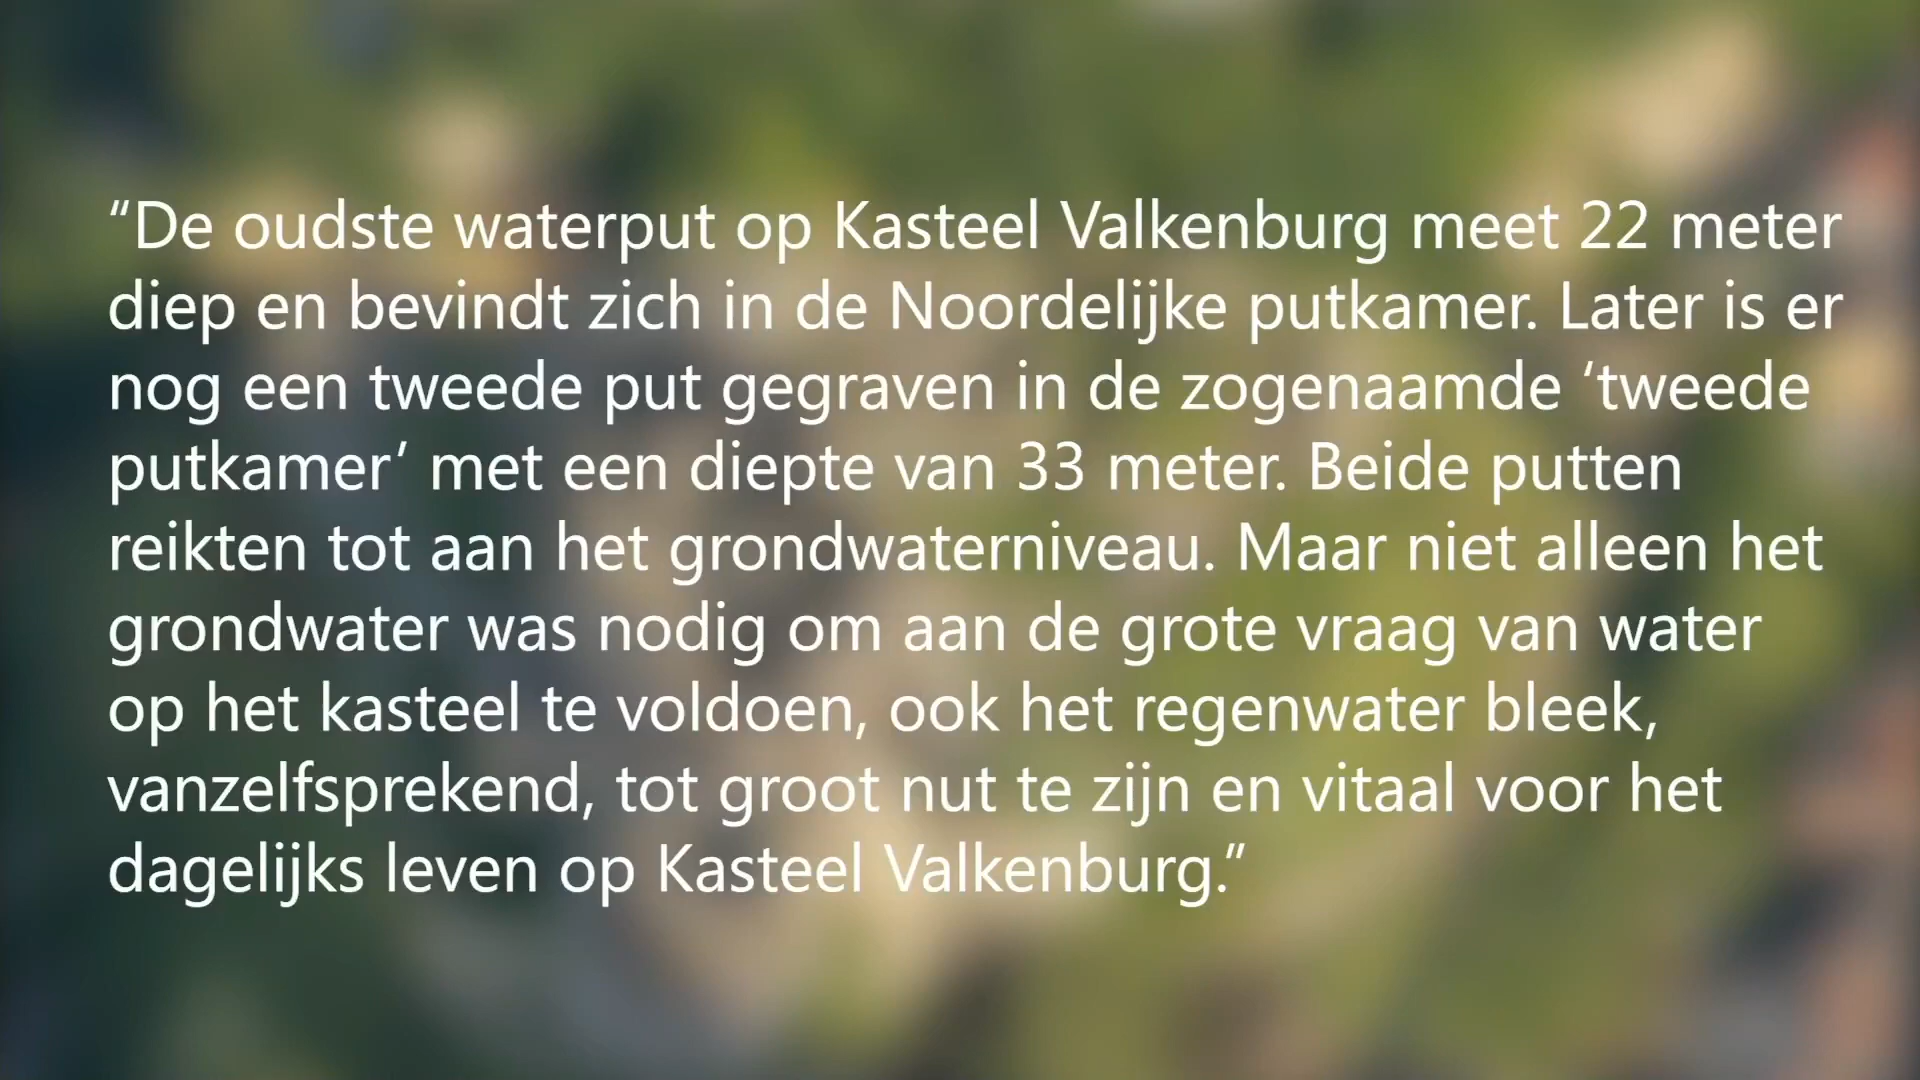 “De oudste waterput op Kasteel Valkenburg meet 22 meter
diep en bevindt zich in de Noordelijke putkamer. Later is er
nog een tweede put gegraven in de zogenaamde ‘tweede
putkamer’ met een diepte van 33 meter. Beide putten
reikten tot aan het grondwaterniveau. Maar niet alleen het
grondwater was nodig om aan de grote vraag van water
op het kasteel te voldoen, ook het regenwater bleek,
vanzelfsprekend, tot groot nut te zijn en vitaal voor het
dagelijks leven op Kasteel Valkenburg.”